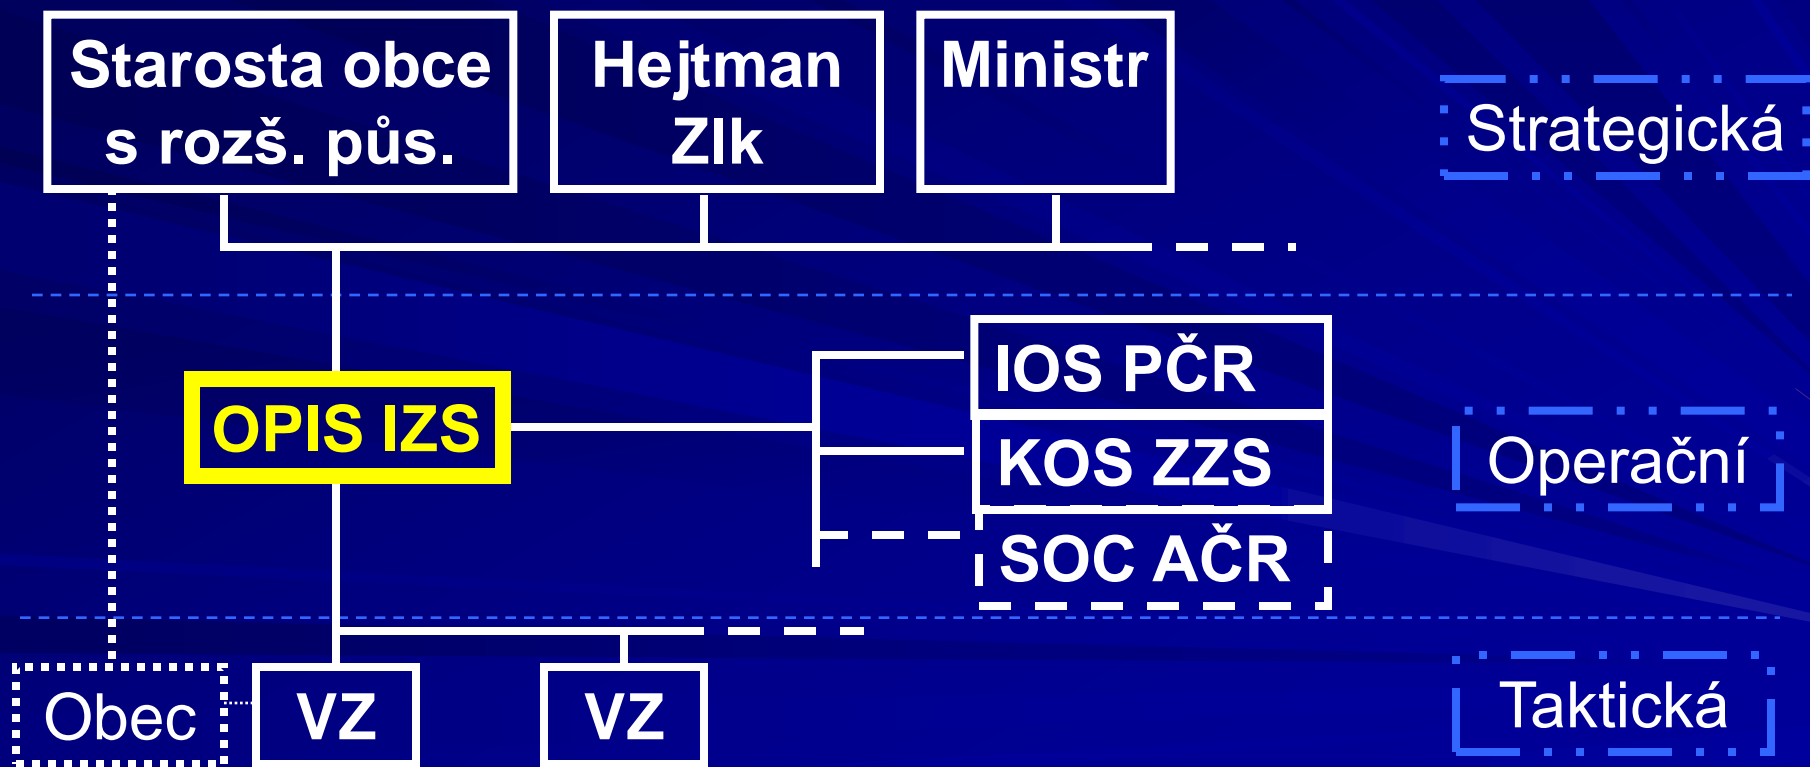 Starosta obce
s rozš. půs.
Hejtman
Zlk
Ministr
Strategická
OPIS IZS
IOS PČR
KOS ZZS
SOC AČR
Operační
Obec
VZ
VZ
Taktická